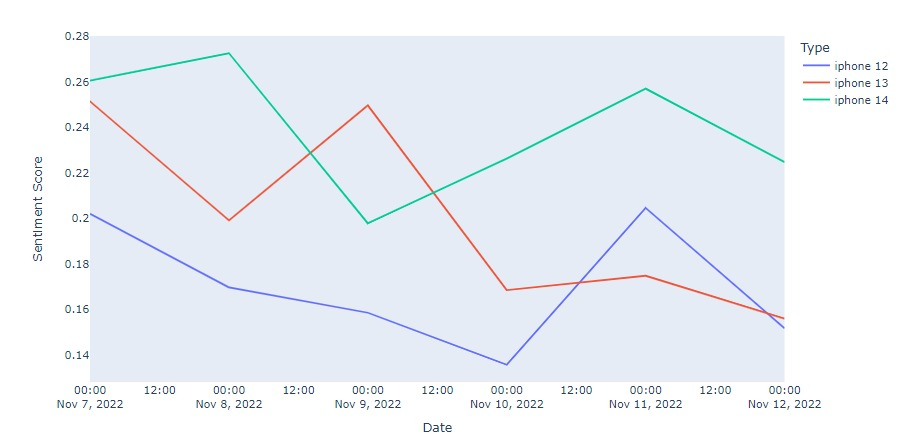 0.28
0.26
0.24
0.22
0.2
0.18
0.16
0.14
Sentiment Score
00:00 12:00 00:00 12:00 00:00 12:00 00:00 12:00 00:00 12:00 00:00
Nov 7, 2022 Nov 8, 2022 Nov 9, 2022 Nov 10, 2022 Nov 11, 2022 Nov 12, 2022
Date
Type
iphone 12
iphone 13
iphone 14